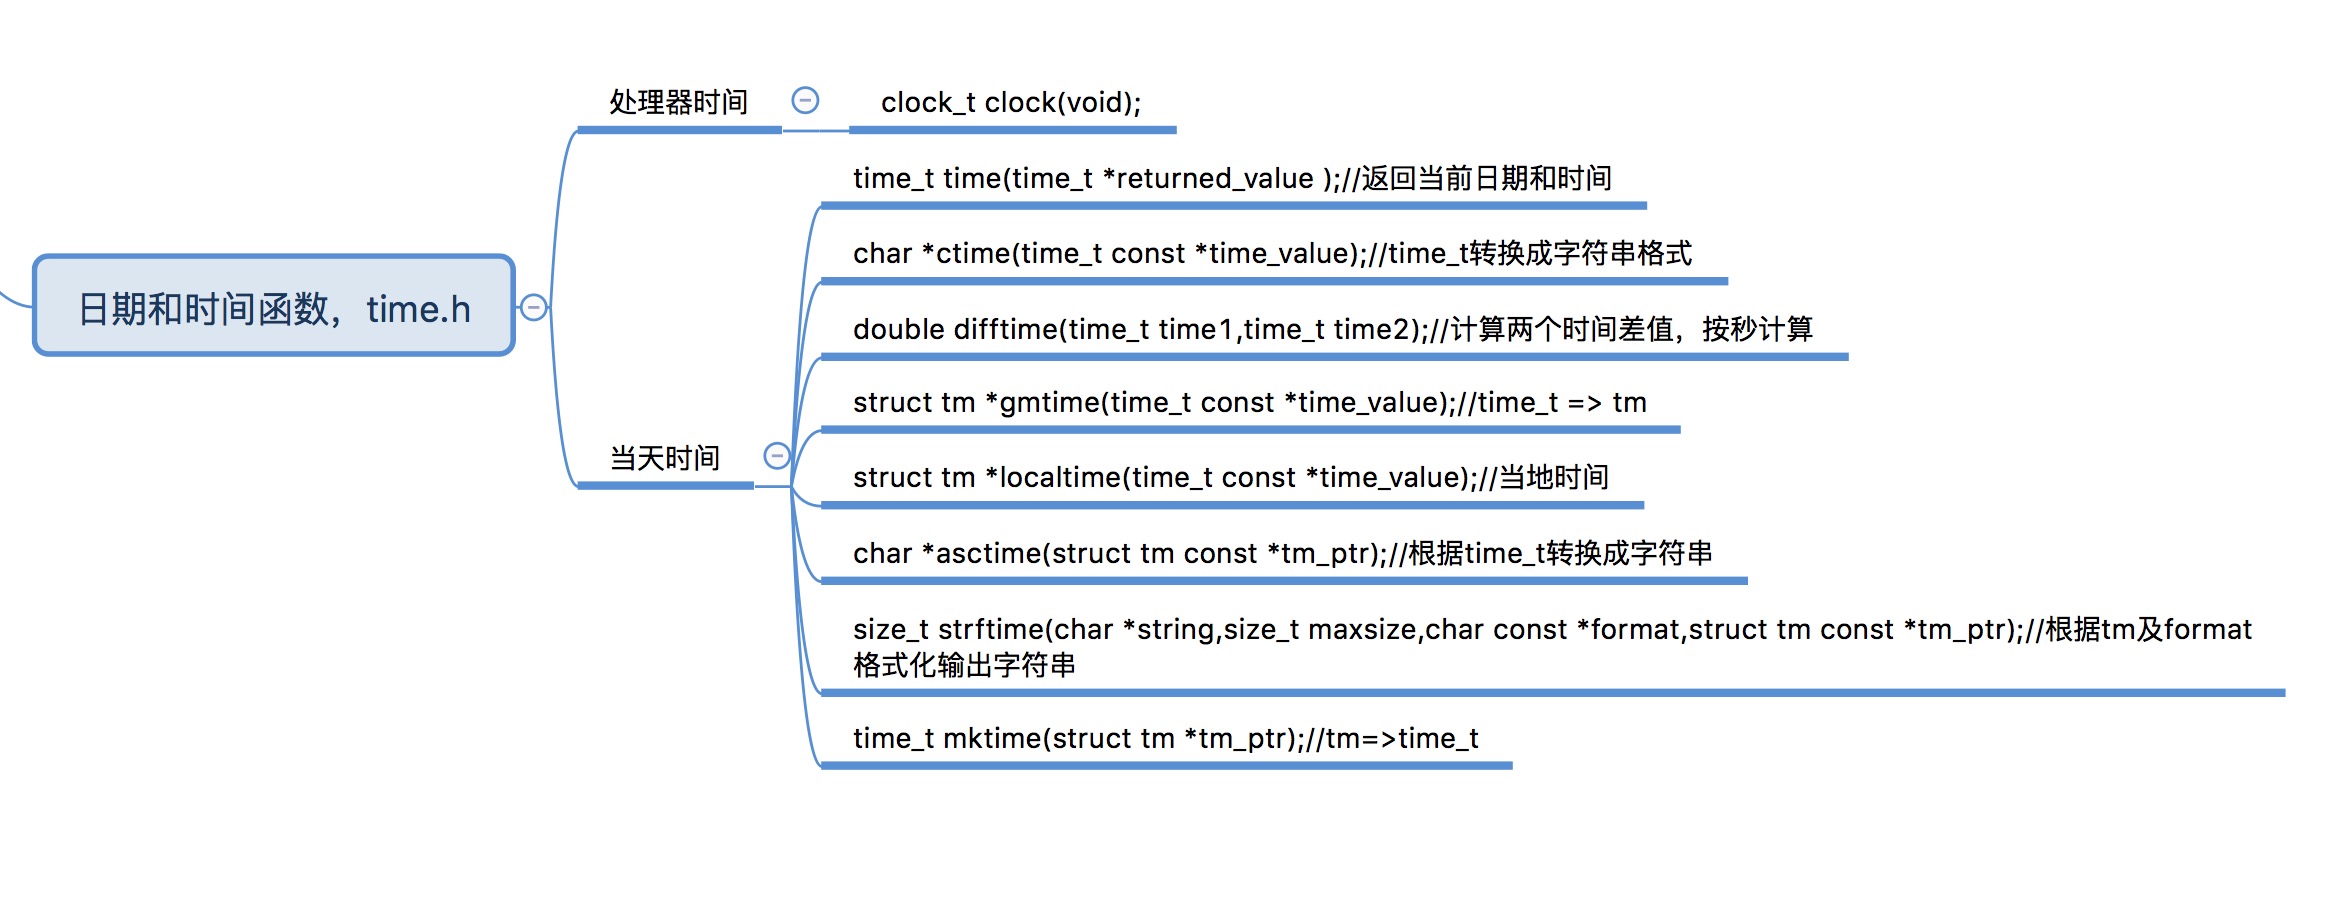 日期和时间函数，time.h
处理器时间
clock_t clock(void);
当天时间
time_t time(time_t *returned_value );//返回当前日期和时间
char *ctime(time_t const *time_value);//time_t转换成字符串格式
double difftime(time_t time1,time_t time2);//计算两个时间差值，按秒计算
struct tm *gmtime(time_t const *time_value);//time_t => tm
struct tm *localtime(time_t const *time_value);//当地时间
char *asctime(struct tm const *tm_ptr);//根据time_t转换成字符串
size_t strftime(char *string,size_t maxsize,char const *format,struct tm const *tm_ptr);//根据tm及format
格式化输出字符串
time_t mktime(struct tm *tm_ptr);//tm=>time_t